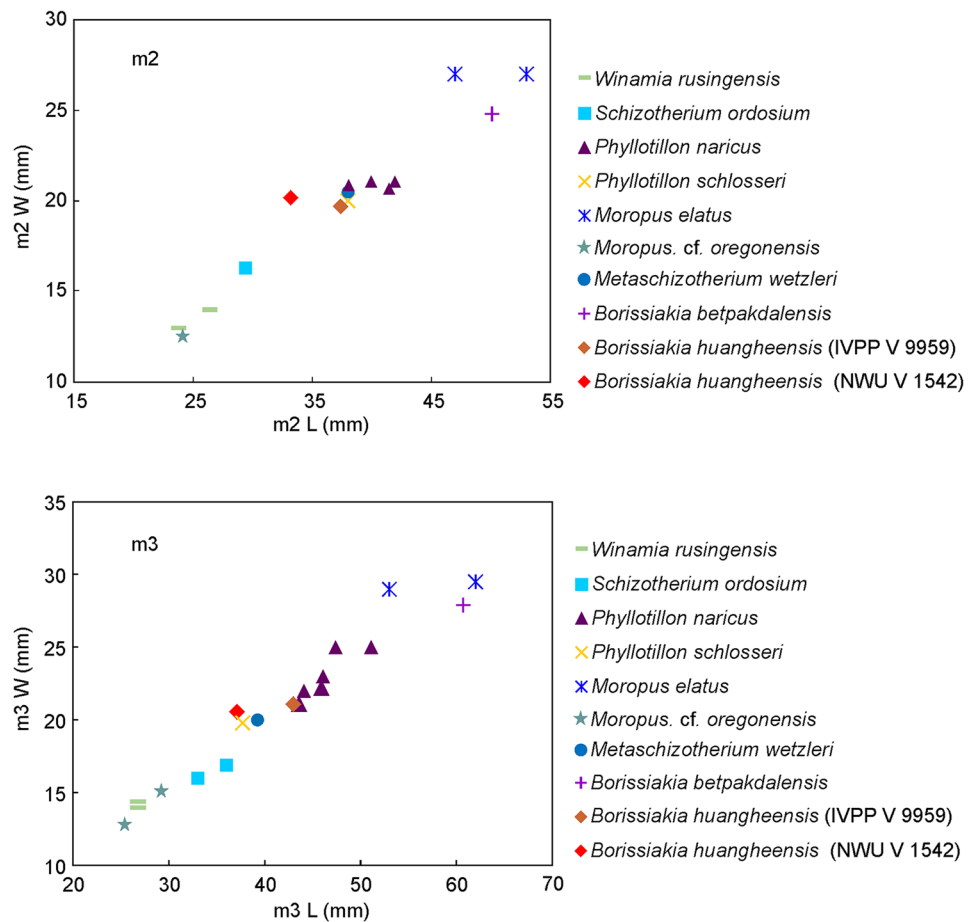 30
25
20
15
10
m2 W (mm)
m2
15 25 35 45 55
m2 L (mm)
Winamia rusingensis
Schizotherium ordosium
Phyllotillon naricus
Phyllotillon schlosseri
Moropus elatus
Moropus. cf. oregonensis
Metaschizotherium wetzleri
Borissiakia betpakdalensis
Borissiakia huangheensis (IVPP V 9959)
Borissiakia huangheensis (NWU V 1542)
35
30
25
20
15
10
m3 W (mm)
m3
20 30 40 50 60 70
m3 L (mm)
Winamia rusingensis
Schizotherium ordosium
Phyllotillon naricus
Phyllotillon schlosseri
Moropus elatus
Moropus. cf. oregonensis
Metaschizotherium wetzleri
Borissiakia betpakdalensis
Borissiakia huangheensis (IVPP V 9959)
Borissiakia huangheensis (NWU V 1542)